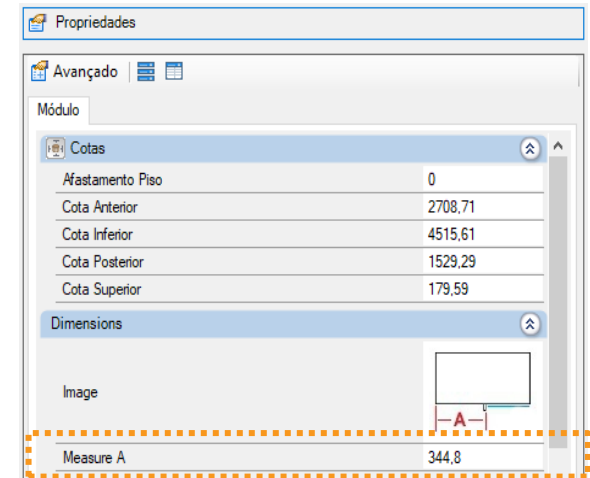 Propriedades
Avançado
Módulo
Cotas
Afastamento Piso 0
Cota Anterior 2708,71
Cota Inferior 4515,61
Cota Posterior 1529,29
Cota Superior 179,59
Dimensions
Image
A
Measure A 344,8